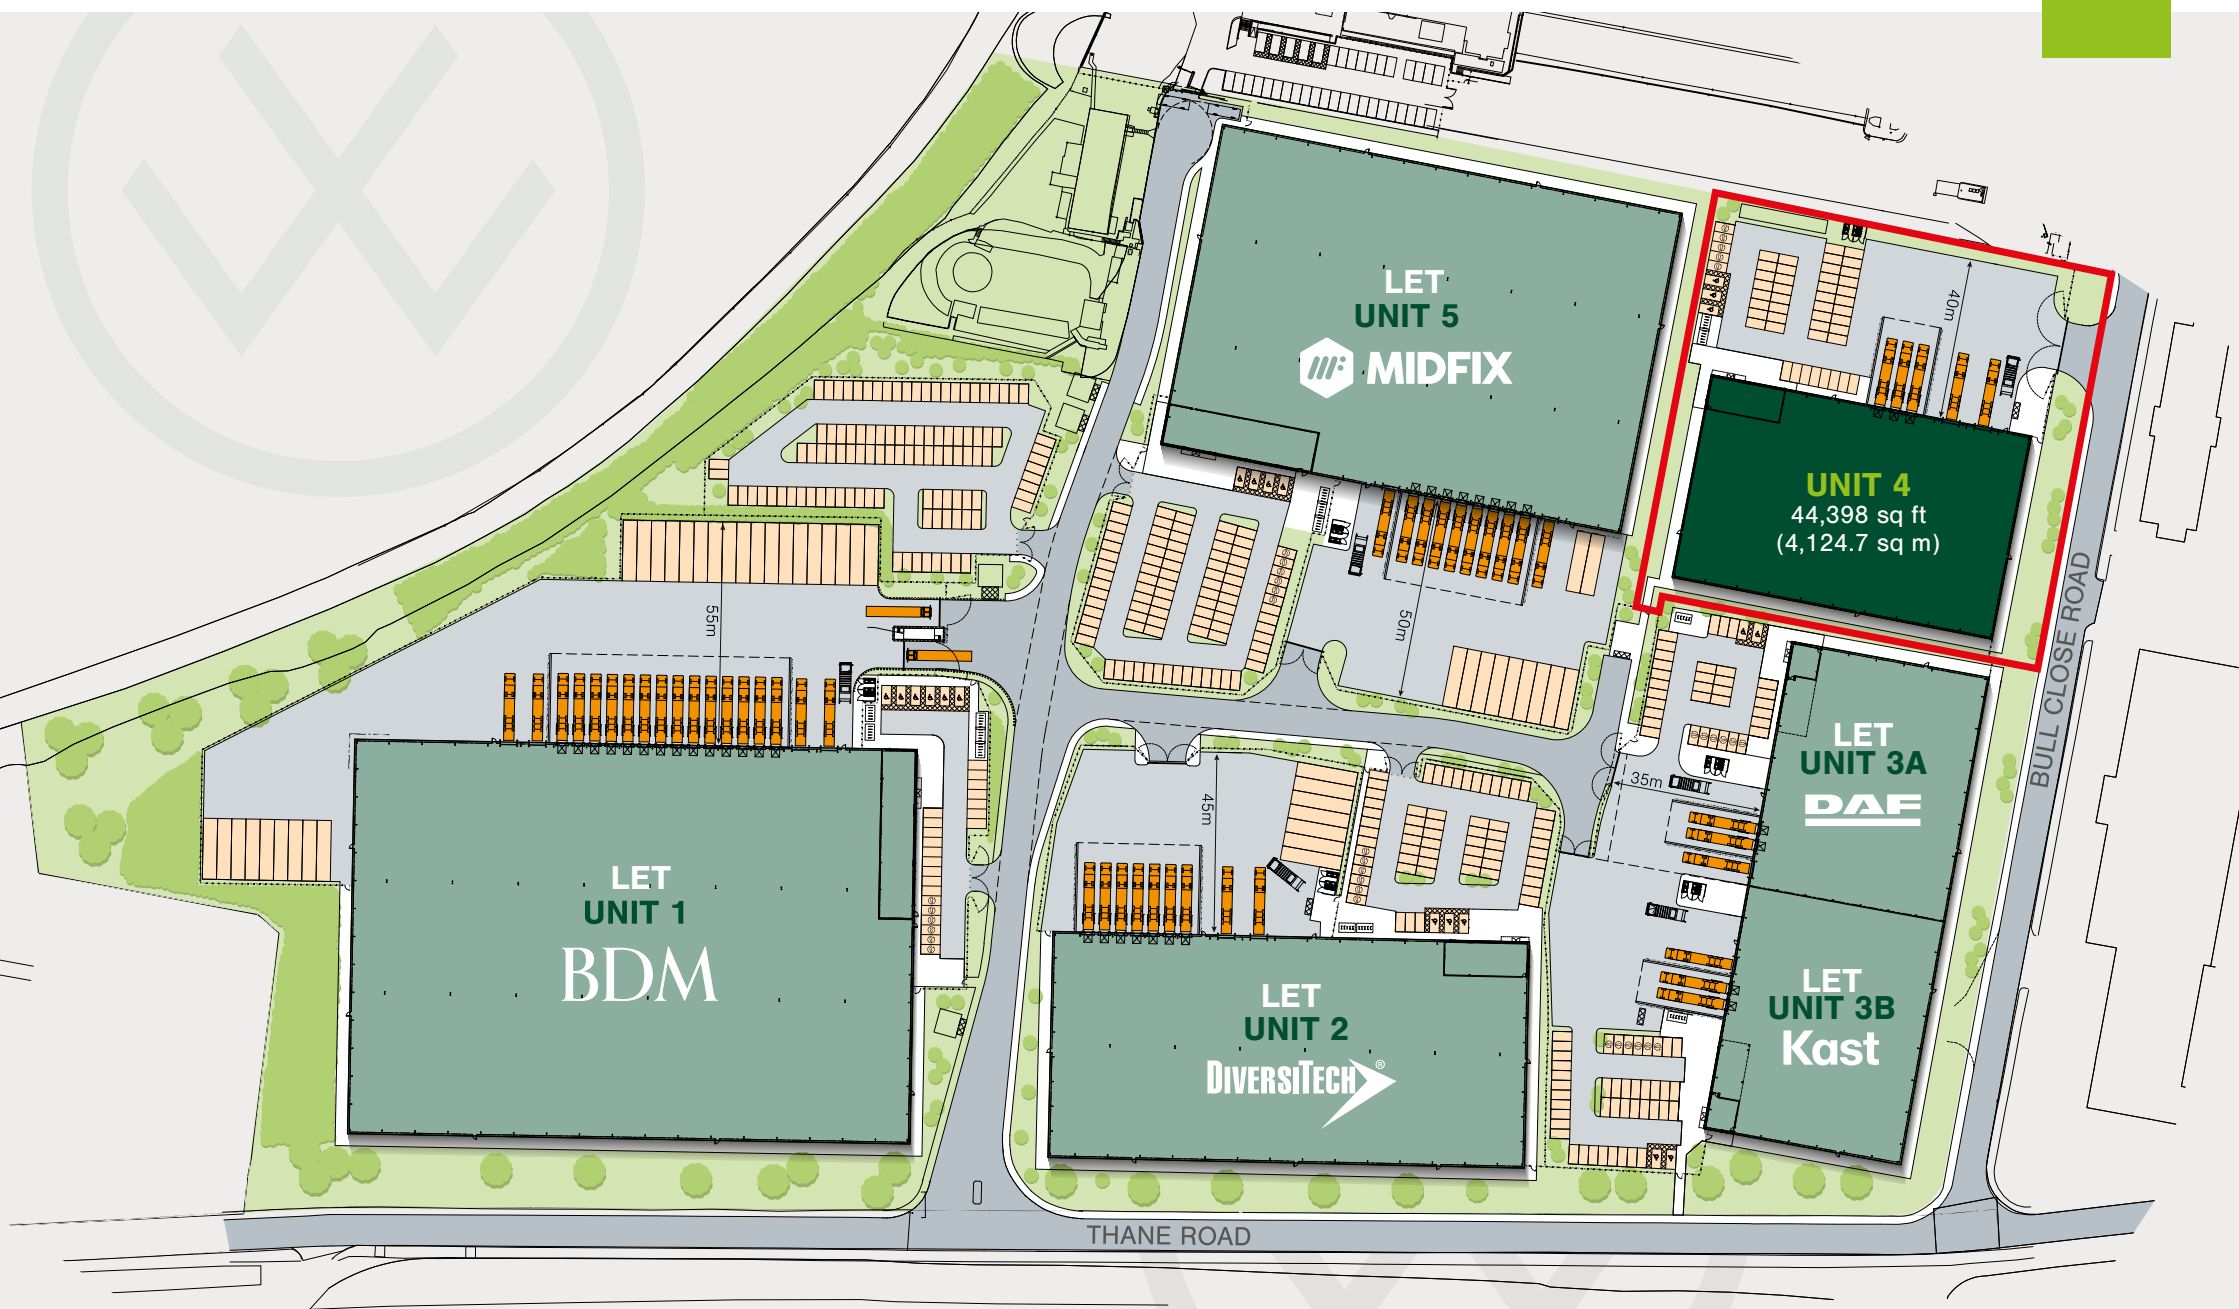 LET
UNIT 5
MIDFIX
40m
UNIT 4
44,398 sq ft
(4,124.7 sq m)
55m
50m
BULL CLOSE ROAD
LET
UNIT 3A
DAF
35m
45m
LET
UNIT 1
BDM
LET
UNIT 2
DIVERSITECH®
LET
UNIT 3B
Kast
THANE ROAD